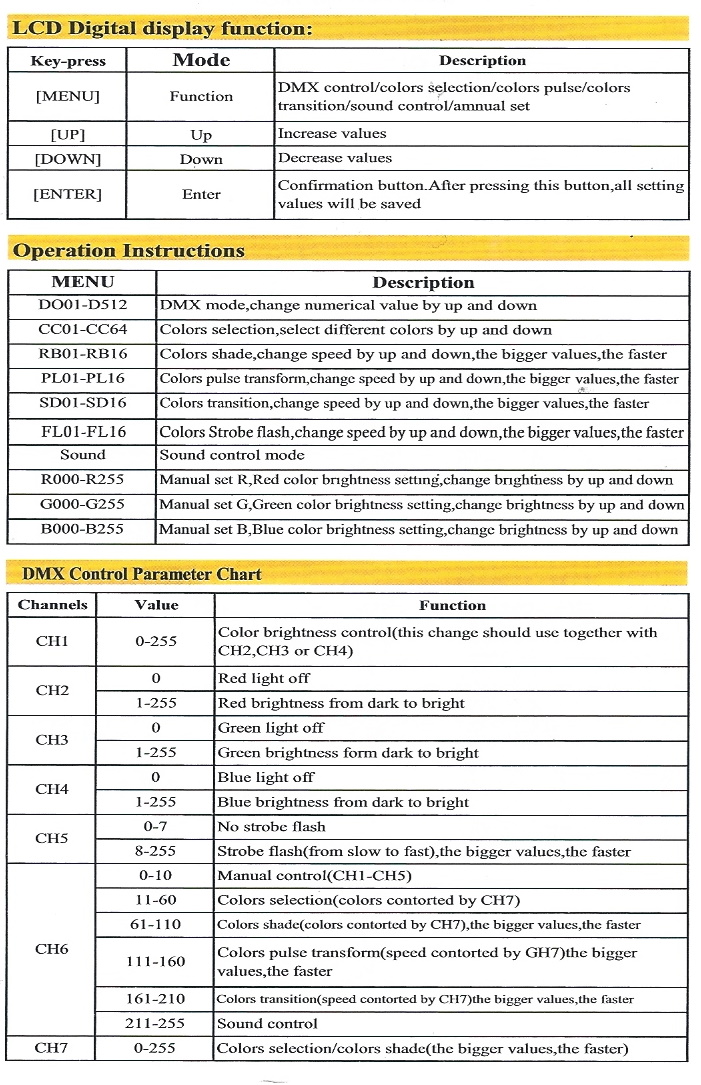 LCD Digital display function:
Key-press Mode Description
[MENU] Function DMX control/colors selection/colors pulse/colors
transition/sound control/amnual set
[UP] Up Increase values
[DOWN] Down Decrease values
[ENTER] Enter Confirmation button.After pressing this button,all setting
values will be saved
Operation Instructions
MENU Description
DO01-D512 DMX mode,change numerical value by up and down
CC01-CC64 Colors selection,select different colors by up and down
RB01-RB16 Colors shade,change speed by up and down,the bigger values,the faster
PL01-PL16 Colors pulse transform,change speed by up and down,the bigger values,the faster
SD01-SD16 Colors transition,change speed by up and down,the bigger values,the faster
FL01-FL16 Colors Strobe flash,change speed by up and down,the bigger values,the faster
Sound Sound control mode
R000-R255 Manual set R,Red color brightness setting,change brightness by up and down
G000-G255 Manual set G,Green color brightness setting,change brightness by up and down
B000-B255 Manual set B,Blue color brightness setting,change brightness by up and down
DMX Control Parameter Chart
Channels Value Function
CH1 0-255 Color brightness control(this change should use together with
CH2,CH3 or CH4)
CH2 0 Red light off
1-255 Red brightness from dark to bright
CH3 0 Green light off
1-255 Green brightness form dark to bright
CH4 0 Blue light off
1-255 Blue brightness from dark to bright
CH5 0-7 No strobe flash
8-255 Strobe flash(from slow to fast),the bigger values,the faster
CH6 0-10 Manual control(CH1-CH5)
11-60 Colors selection(colors contorted by CH7)
61-110 Colors shade(colors contorted by CH7),the bigger values,the faster
111-160 Colors pulse transform(speed contorted by GH7)the bigger
values,the faster
161-210 Colors transition(speed contorted by CH7)the bigger values,the faster
211-255 Sound control
CH7 0-255 Colors selection/colors shade(the bigger values,the faster)